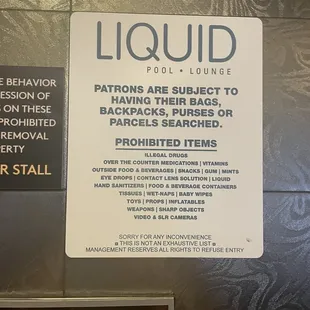 E BEHAVIOR
ESSION OF
S ON THESE
PROHIBITED
REMOVAL
PERTY
R STALL
LIQUID
POOL • LOUNGE
PATRONS ARE SUBJECT TO
HAVING THEIR BAGS,
BACKPACKS, PURSES OR
PARCELS SEARCHED.
PROHIBITED ITEMS
ILLEGAL DRUGS
OVER THE COUNTER MEDICATIONS | VITAMINS
OUTSIDE FOOD & BEVERAGES | SNACKS | GUM | MINTS
EYE DROPS | CONTACT LENS SOLUTION | LIQUID
HAND SANITIZERS | FOOD & BEVERAGE CONTAINERS
TISSUES | WET-NAPS | BABY WIPES
TOYS | PROPS | INFLATABLES
WEAPONS | SHARP OBJECTS
VIDEO & SLR CAMERAS
SORRY FOR ANY INCONVENIENCE
THIS IS NOT AN EXHAUSTIVE LIST
MANAGEMENT RESERVES ALL RIGHTS TO REFUSE ENTRY